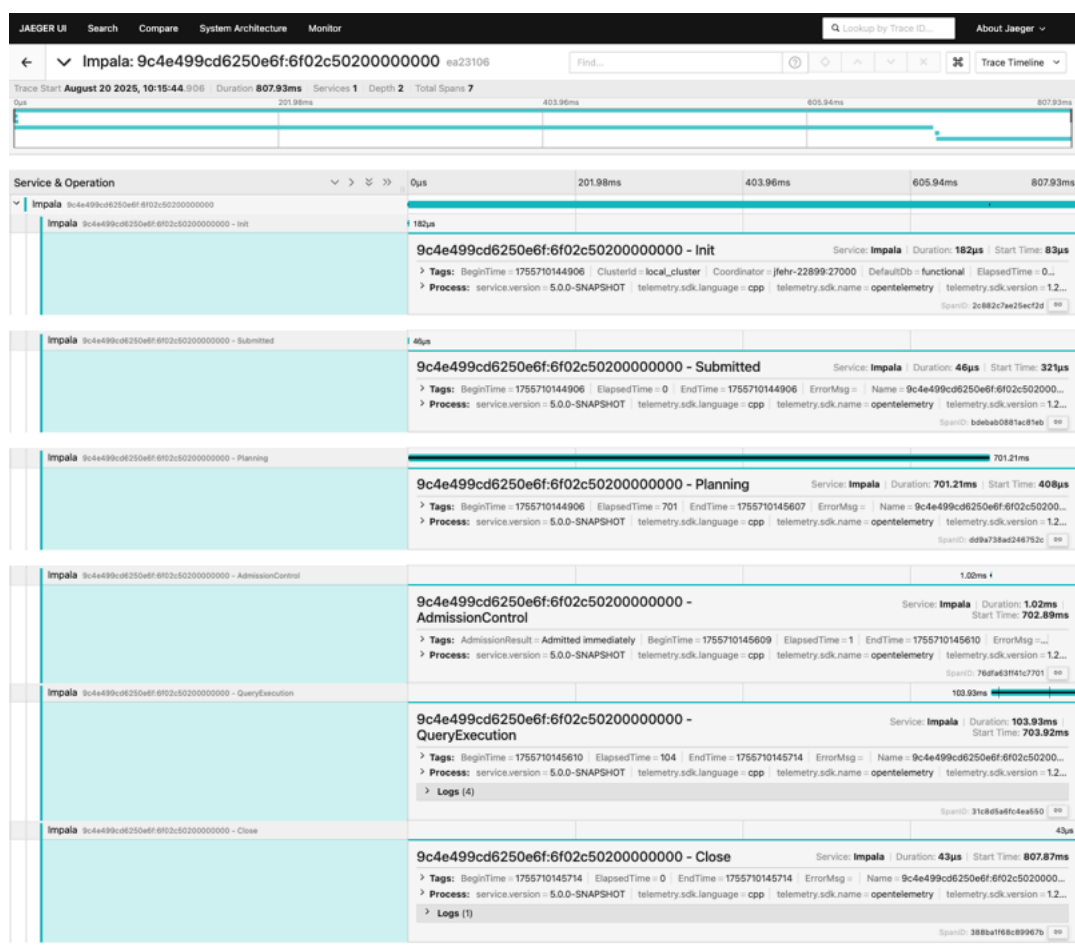 JAEGER UI Search Compare System Architecture Monitor Lookup by Trace ID... About Jaeger
Impala: 9c4e499cd6250e6f:6f02c50200000000 ea23106 Find... Trace Timeline
Trace Start August 20 2025, 10:15:44.906 Duration 807.93ms Services 1 Depth 2 Total Spans 7
0μs 201.98ms 403.96ms 605.94ms 807.93ms
Service & Operation 0μs 201.98ms 403.96ms 605.94ms 807.93ms
Impala 9c4e499cd6250e6f:6f02c50200000000
Impala 9c4e499cd6250e6f:6f02c50200000000 - Init 182μs
9c4e499cd6250e6f:6f02c50200000000 - Init Service: Impala Duration: 182μs Start Time: 83μs
> Tags: BeginTime = 1755710144906 ClusterId = local_cluster Coordinator = jfehr-22899:27000 DefaultDb = functional ElapsedTime = 0...
> Process: service.version = 5.0.0-SNAPSHOT telemetry.sdk.language = cpp telemetry.sdk.name = opentelemetry telemetry.sdk.version = 1.2...
SpanID: 2c882c7ae25ecf2d
Impala 9c4e499cd6250e6f:6f02c50200000000 - Submitted 46μs
9c4e499cd6250e6f:6f02c50200000000 - Submitted Service: Impala Duration: 46μs Start Time: 321μs
> Tags: BeginTime = 1755710144906 ElapsedTime = 0 EndTime = 1755710144906 ErrorMsg = Name = 9c4e499cd6250e6f:6f02c502000...
> Process: service.version = 5.0.0-SNAPSHOT telemetry.sdk.language = cpp telemetry.sdk.name = opentelemetry telemetry.sdk.version = 1.2...
SpanID: bdebab0881ac81eb
Impala 9c4e499cd6250e6f:6f02c50200000000 - Planning 701.21ms
9c4e499cd6250e6f:6f02c50200000000 - Planning Service: Impala Duration: 701.21ms Start Time: 408μs
> Tags: BeginTime = 1755710144906 ElapsedTime = 701 EndTime = 1755710145607 ErrorMsg = Name = 9c4e499cd6250e6f:6f02c50200...
> Process: service.version = 5.0.0-SNAPSHOT telemetry.sdk.language = cpp telemetry.sdk.name = opentelemetry telemetry.sdk.version = 1.2...
SpanID: dd9a738ad246752c
Impala 9c4e499cd6250e6f:6f02c50200000000 - AdmissionControl 1.02ms
9c4e499cd6250e6f:6f02c50200000000 - Service: Impala Duration: 1.02ms
AdmissionControl Start Time: 702.89ms
> Tags: AdmissionResult = Admitted immediately BeginTime = 1755710145609 ElapsedTime = 1 EndTime = 1755710145610 ErrorMsg =...
> Process: service.version = 5.0.0-SNAPSHOT telemetry.sdk.language = cpp telemetry.sdk.name = opentelemetry telemetry.sdk.version = 1.2...
SpanID: 76dfa63ff41c7701
Impala 9c4e499cd6250e6f:6f02c50200000000 - QueryExecution 103.93ms
9c4e499cd6250e6f:6f02c50200000000 - Service: Impala Duration: 103.93ms
QueryExecution Start Time: 703.92ms
> Tags: BeginTime = 1755710145610 ElapsedTime = 104 EndTime = 1755710145714 ErrorMsg = Name = 9c4e499cd6250e6f:6f02c50200...
> Process: service.version = 5.0.0-SNAPSHOT telemetry.sdk.language = cpp telemetry.sdk.name = opentelemetry telemetry.sdk.version = 1.2...
> Logs (4)
SpanID: 31c8d5a6fc4ea550
Impala 9c4e499cd6250e6f:6f02c50200000000 - Close 43μs
9c4e499cd6250e6f:6f02c50200000000 - Close Service: Impala Duration: 43μs Start Time: 807.87ms
> Tags: BeginTime = 1755710145714 ElapsedTime = 0 EndTime = 1755710145714 ErrorMsg = Name = 9c4e499cd6250e6f:6f02c5020000...
> Process: service.version = 5.0.0-SNAPSHOT telemetry.sdk.language = cpp telemetry.sdk.name = opentelemetry telemetry.sdk.version = 1.2...
> Logs (1)
SpanID: 388ba1f68c89967b